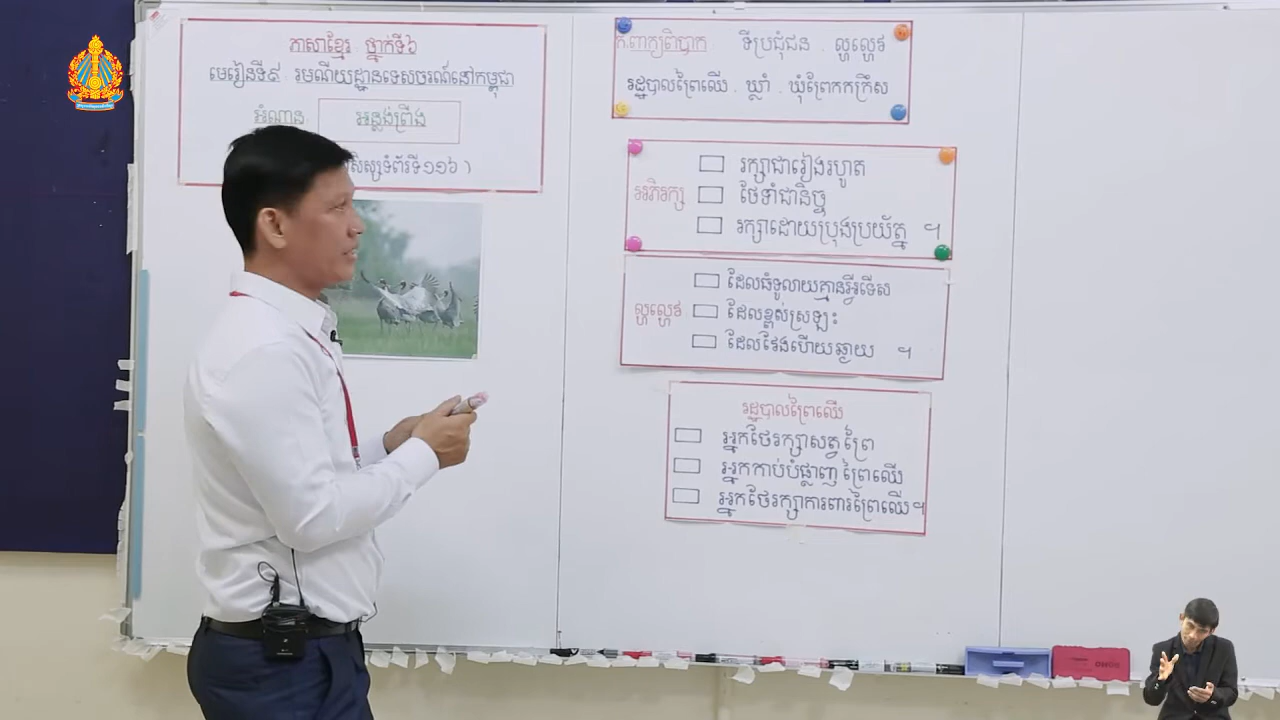 ភាសាខ្មែរ ថ្នាក់ទី៦
មេរៀនទី៩ រមណីយដ្ឋានទេសចរណ៍នៅកម្ពុជា
អំណាន អន្លង់ព្រីង
សិស្សទំព័រទី១១៦ )
ក.ពាក្យពិបាក ទីប្រជុំជន . ល្ហល្ហេវ
រដ្ឋបាលព្រៃឈើ . ឃ្លាំ . ឃុំព្រែកកក្រឹស
អភិរក្ស
រក្សាជារៀងរហូត
ថែទាំជានិច្ច
រក្សាដោយប្រុងប្រយ័ត្ន ។
ល្ហល្ហេវ
ដែលធំទូលាយគ្មានអ្វីទើស
ដែលខ្ពស់ស្រឡះ
ដែលវែងហើយឆ្ងាយ ។
រដ្ឋបាលព្រៃឈើ
អ្នកថែរក្សាសត្វព្រៃ
អ្នកកាប់បំផ្លាញព្រៃឈើ
អ្នកថែរក្សាការពារព្រៃឈើ។